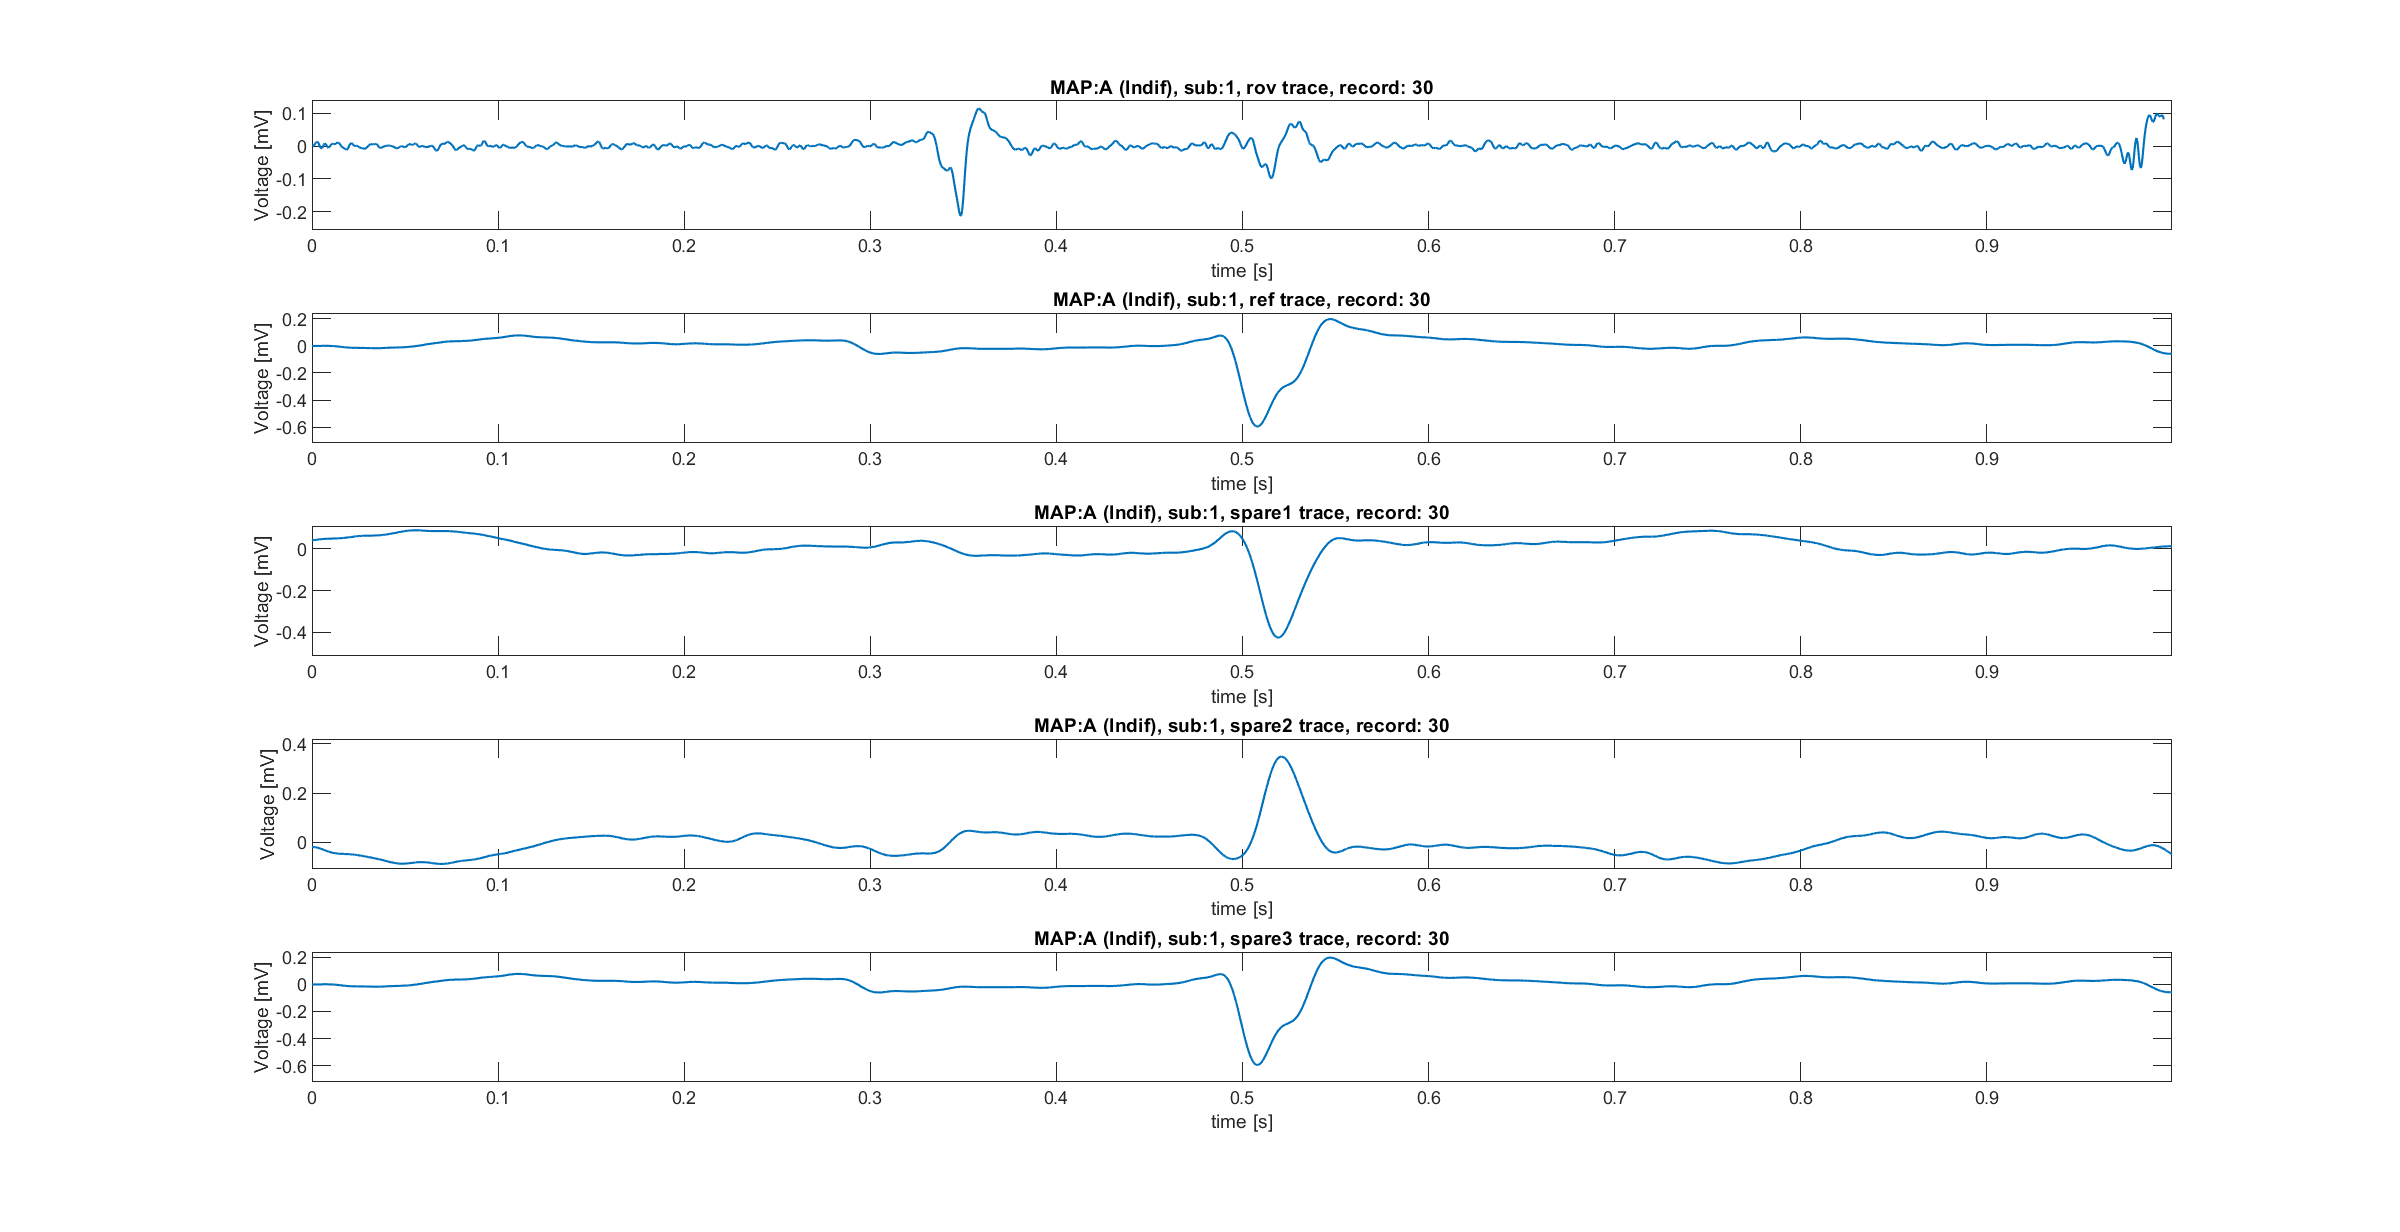 MAP:A (Indif), sub:1, rov trace, record: 30
Voltage [mV]
0.1
0
-0.1
-0.2
0 0.1 0.2 0.3 0.4 0.5 0.6 0.7 0.8 0.9
time [s]
MAP:A (Indif), sub:1, ref trace, record: 30
Voltage [mV]
0.2
0
-0.2
-0.4
-0.6
0 0.1 0.2 0.3 0.4 0.5 0.6 0.7 0.8 0.9
time [s]
MAP:A (Indif), sub:1, spare1 trace, record: 30
Voltage [mV]
0
-0.2
-0.4
0 0.1 0.2 0.3 0.4 0.5 0.6 0.7 0.8 0.9
time [s]
MAP:A (Indif), sub:1, spare2 trace, record: 30
Voltage [mV]
0.4
0.2
0
0 0.1 0.2 0.3 0.4 0.5 0.6 0.7 0.8 0.9
time [s]
MAP:A (Indif), sub:1, spare3 trace, record: 30
Voltage [mV]
0.2
0
-0.2
-0.4
-0.6
0 0.1 0.2 0.3 0.4 0.5 0.6 0.7 0.8 0.9
time [s]